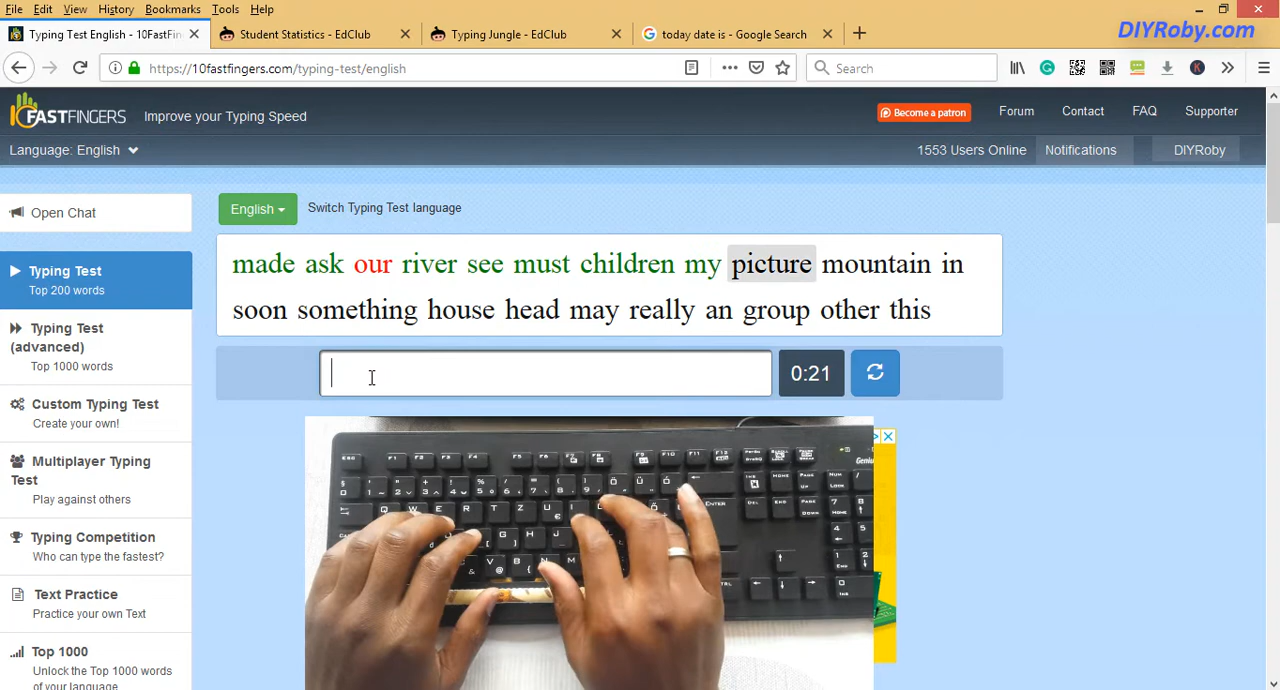 File Edit View History Bookmarks Tools Help
Typing Test English - 10FastFin
Student Statistics - EdClub
Typing Jungle - EdClub
today date is - Google Search
DIYRoby.com
https://10fastfingers.com/typing-test/english
Search
10FASTFINGERS Improve your Typing Speed
Become a patron
Forum Contact FAQ Supporter
Language: English
1553 Users Online Notifications DIYRoby
Open Chat
English
Switch Typing Test language
made ask our river see must children my picture mountain in
soon something house head may really an group other this
0:21
Typing Test
Top 200 words
Typing Test
(advanced)
Top 1000 words
Custom Typing Test
Create your own!
Multiplayer Typing
Test
Play against others
Typing Competition
Who can type the fastest?
Text Practice
Practice your own Text
Top 1000
Unlock the Top 1000 words
of your language